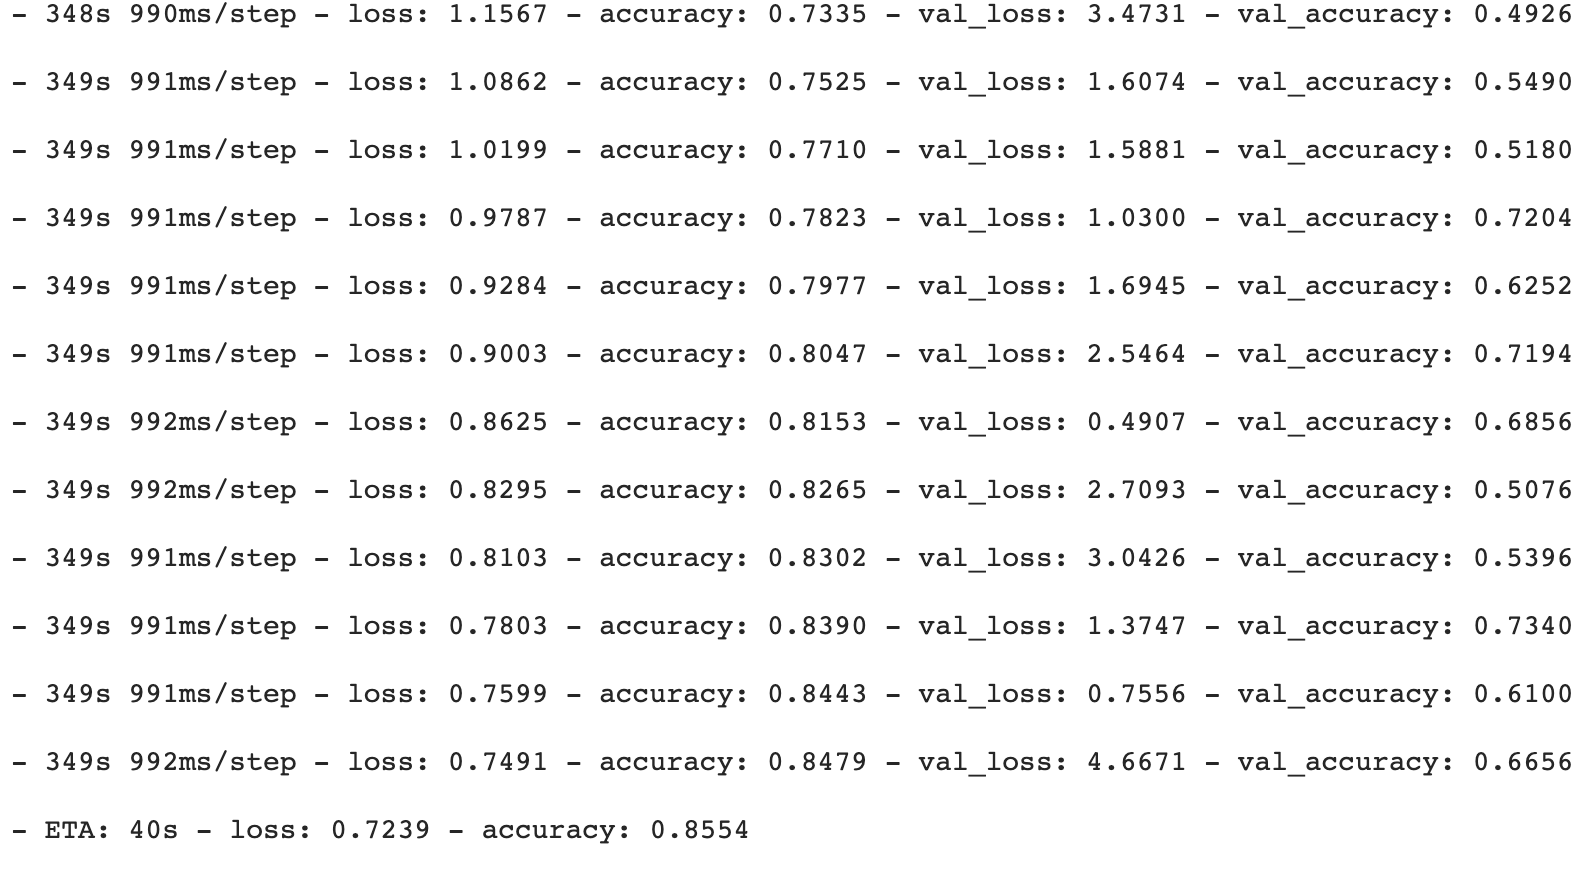 - 348s 990ms/step - loss: 1.1567 - accuracy: 0.7335 - val_loss: 3.4731 - val_accuracy: 0.4926
- 349s 991ms/step - loss: 1.0862 - accuracy: 0.7525 - val_loss: 1.6074 - val_accuracy: 0.5490
- 349s 991ms/step - loss: 1.0199 - accuracy: 0.7710 - val_loss: 1.5881 - val_accuracy: 0.5180
- 349s 991ms/step - loss: 0.9787 - accuracy: 0.7823 - val_loss: 1.0300 - val_accuracy: 0.7204
- 349s 991ms/step - loss: 0.9284 - accuracy: 0.7977 - val_loss: 1.6945 - val_accuracy: 0.6252
- 349s 991ms/step - loss: 0.9003 - accuracy: 0.8047 - val_loss: 2.5464 - val_accuracy: 0.7194
- 349s 992ms/step - loss: 0.8625 - accuracy: 0.8153 - val_loss: 0.4907 - val_accuracy: 0.6856
- 349s 992ms/step - loss: 0.8295 - accuracy: 0.8265 - val_loss: 2.7093 - val_accuracy: 0.5076
- 349s 991ms/step - loss: 0.8103 - accuracy: 0.8302 - val_loss: 3.0426 - val_accuracy: 0.5396
- 349s 991ms/step - loss: 0.7803 - accuracy: 0.8390 - val_loss: 1.3747 - val_accuracy: 0.7340
- 349s 991ms/step - loss: 0.7599 - accuracy: 0.8443 - val_loss: 0.7556 - val_accuracy: 0.6100
- 349s 992ms/step - loss: 0.7491 - accuracy: 0.8479 - val_loss: 4.6671 - val_accuracy: 0.6656
- ETA: 40s - loss: 0.7239 - accuracy: 0.8554